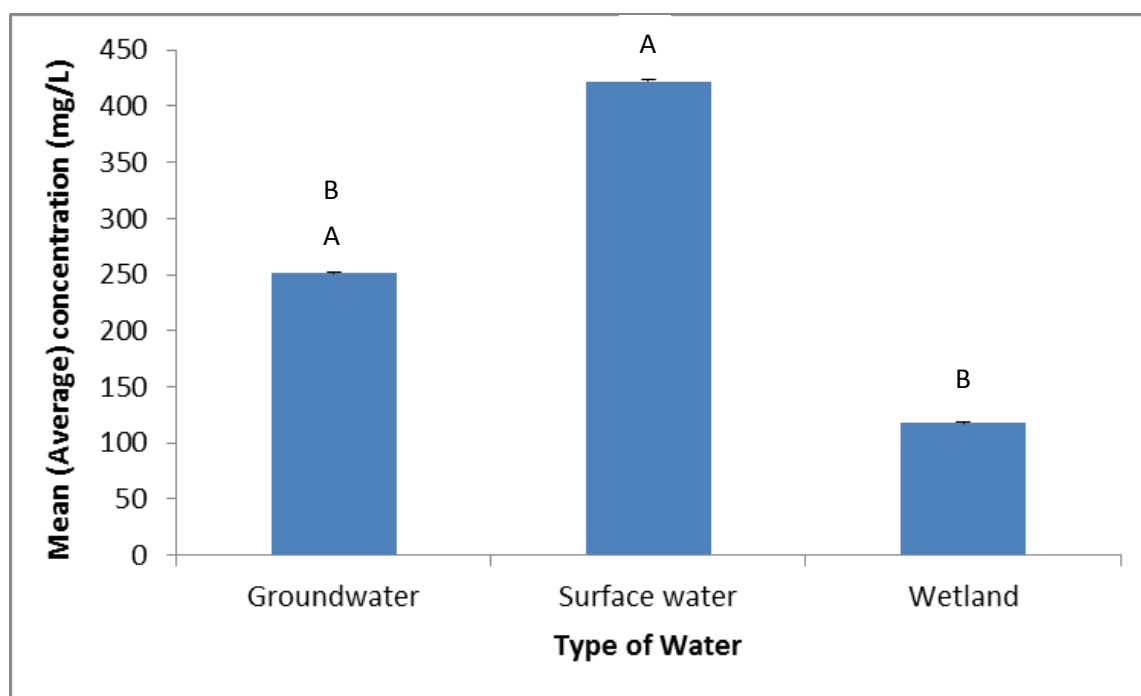 Mean (Average) concentration (mg/L)
450
400
350
300
250
200
150
100
50
0
B
A
A
B
Groundwater
Surface water
Wetland
Type of Water